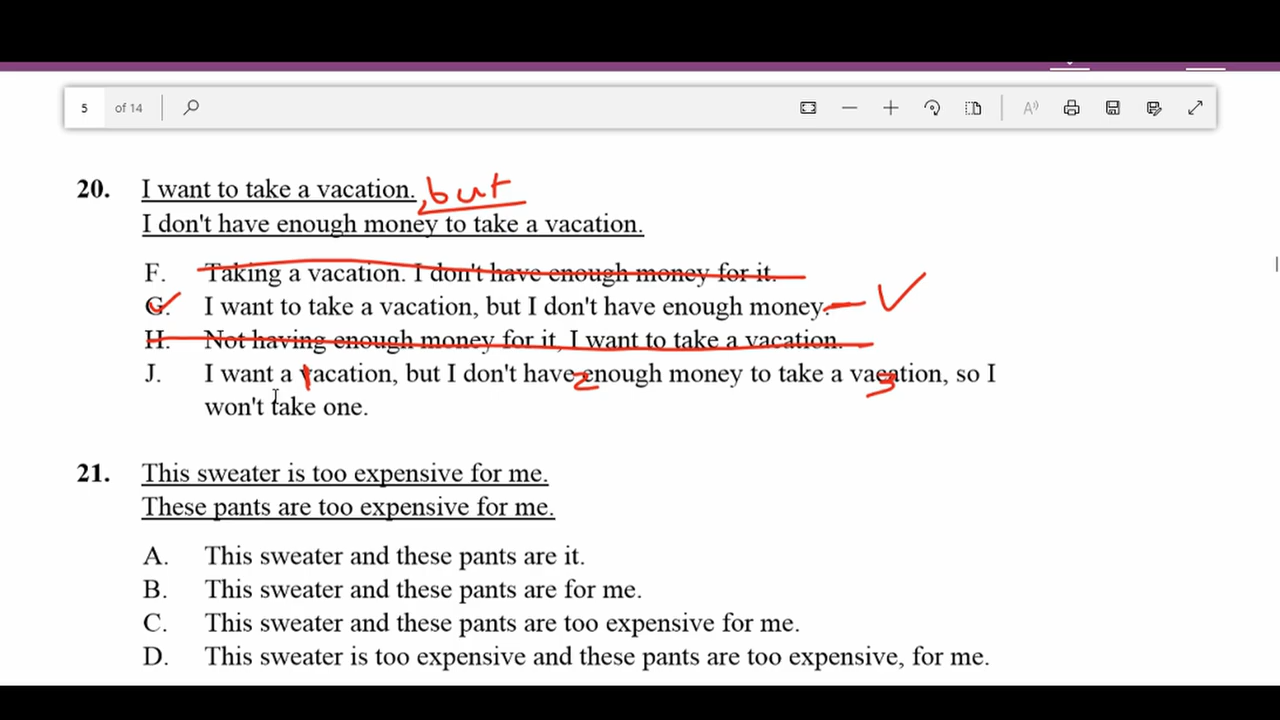 5 of 14
20. I want to take a vacation. , but
I don't have enough money to take a vacation.
F. Taking a vacation. I don't have enough money for it.
G. I want to take a vacation, but I don't have enough money.
H. Not having enough money for it, I want to take a vacation.
J. I want a vacation, but I don't have enough money to take a vacation, so I
won't take one.
1 2 3
21. This sweater is too expensive for me.
These pants are too expensive for me.
A. This sweater and these pants are it.
B. This sweater and these pants are for me.
C. This sweater and these pants are too expensive for me.
D. This sweater is too expensive and these pants are too expensive, for me.